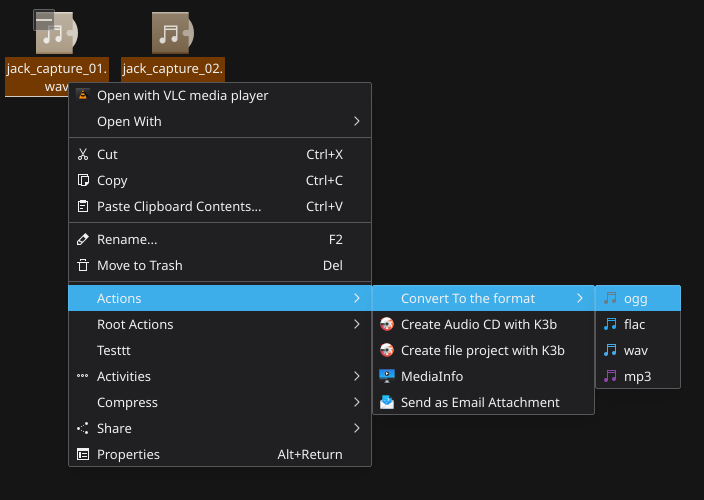 jack_capture_01.
wav
jack_capture_02.
Open with VLC media player
Open With
Cut Ctrl+X
Copy Ctrl+C
Paste Clipboard Contents... Ctrl+V
Rename... F2
Move to Trash Del
Actions
Root Actions
Testtt
Activities
Compress
Share
Properties Alt+Return
Convert To the format
Create Audio CD with K3b
Create file project with K3b
MediaInfo
Send as Email Attachment
ogg
flac
wav
mp3